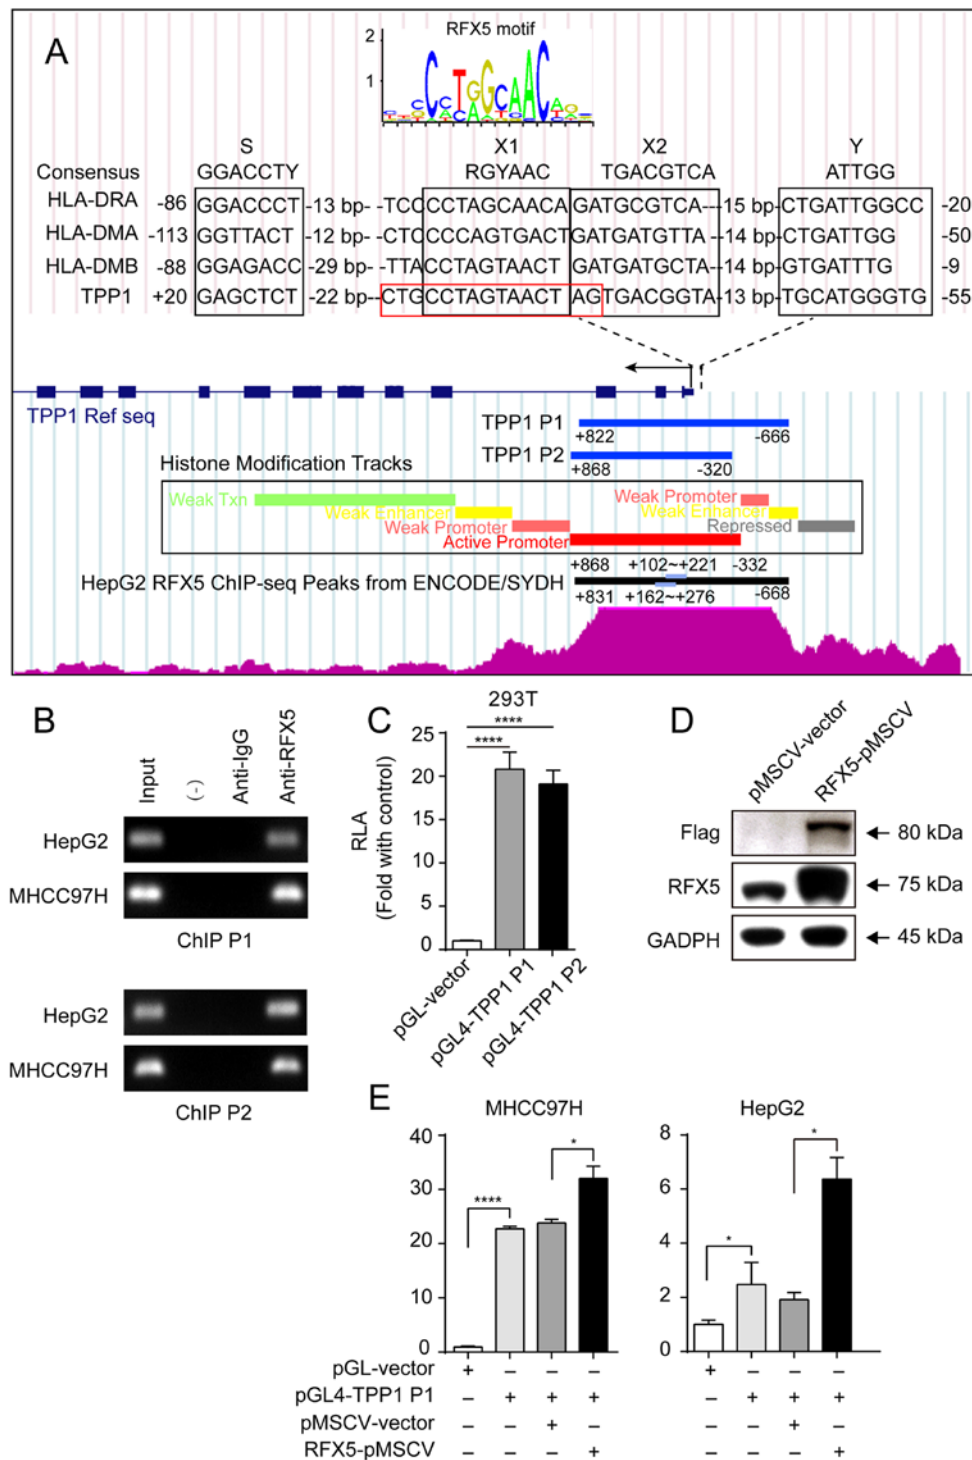 A
RFX5 motif
2
1
S X1 X2 Y
Consensus GGACCTY RGYAAC TGACGTCA ATTGG
HLA-DRA -86 GGACCCT -13 bp- -TCC CCTAGCAACA GATGCGTCA -- -15 bp- CTGATTGGCC -20
HLA-DMA -113 GGTTACT -12 bp- -CTC CCCAGTGACT GATGATGTTA -- -14 bp- CTGATTGG -50
HLA-DMB -88 GGAGACC -29 bp- -TTA CCTAGTAACT GATGATGCTA -- -14 bp- GTGATTTG -9
TPP1 +20 GAGCTCT -22 bp- -CTG CCTAGTAACT AGTGACGGTA -- 13 bp- TGCATGGGTG -55
TPP1 Ref seq
TPP1 P1
+822 -666
TPP1 P2
+868 -320
Histone Modification Tracks
Weak Promoter
Weak Txn
Weak Enhancer Weak Enhancer
Weak Promoter Repressed
Active Promoter
+868 +102~+221 -332
HepG2 RFX5 ChIP-seq Peaks from ENCODE/SYDH
+831 +162~+276 -668
B
Input (-) Anti-IgG Anti-RFX5
HepG2
MHCC97H
ChIP P1
HepG2
MHCC97H
ChIP P2
C
293T
****
****
RLA
(Fold with control)
25
20
15
10
5
0
pGL-vector
pGL4-TPP1 P1
pGL4-TPP1 P2
D
pMSCV-vector
RFX5-pMSCV
Flag ← 80 kDa
RFX5 ← 75 kDa
GADPH ← 45 kDa
E
MHCC97H
40
30
20
10
0
****
*
HepG2
8
6
4
2
0
*
*
pGL-vector + – – – + – – –
pGL4-TPP1 P1 – + + + – + + +
pMSCV-vector – – + – – – + –
RFX5-pMSCV – – – + – – – +